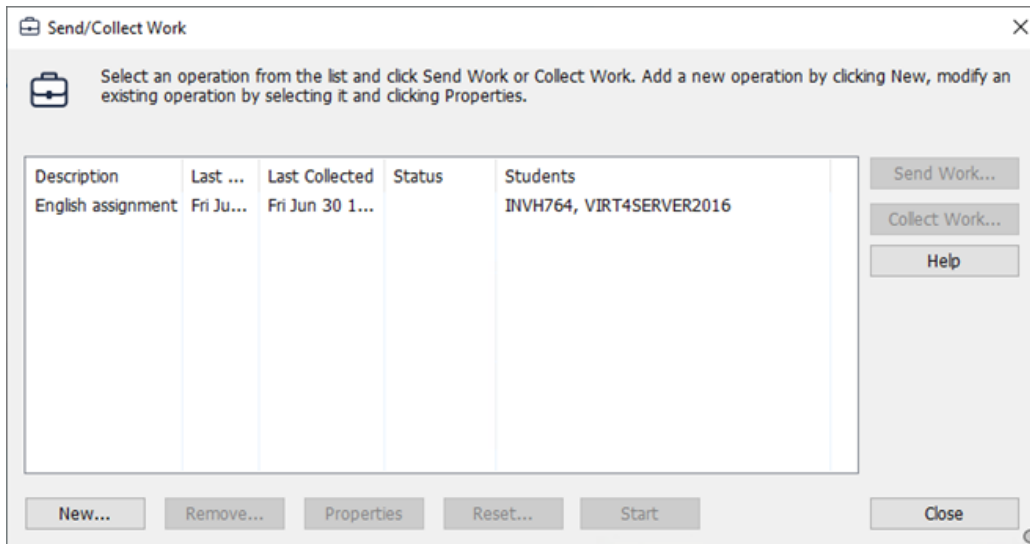 Send/Collect Work
Select an operation from the list and click Send Work or Collect Work. Add a new operation by clicking New, modify an
existing operation by selecting it and clicking Properties.
Description Last ... Last Collected Status Students
English assignment Fri Ju... Fri Jun 30 1... INVH764, VIRT4SERVER2016
Send Work...
Collect Work...
Help
New... Remove... Properties Reset... Start Close